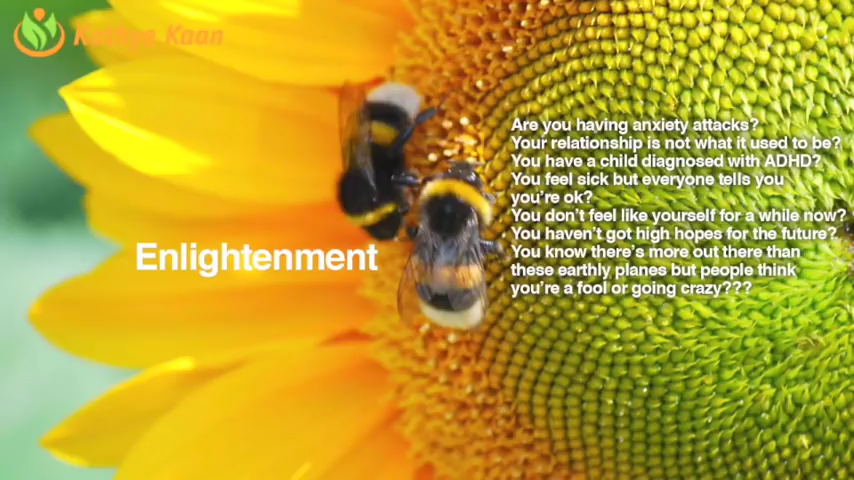 Kathye Kaan
Are you having anxiety attacks?
Your relationship is not what it used to be?
You have a child diagnosed with ADHD?
You feel sick but everyone tells you
you're ok?
You don't feel like yourself for a while now?
You haven't got high hopes for the future?
You know there's more out there than
these earthly planes but people think
you're a fool or going crazy???
Enlightenment